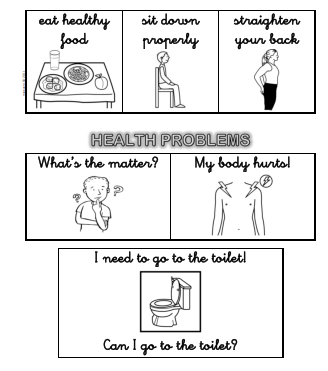 eat healthy
food
sit down
properly
straighten
your back
HEALTH PROBLEMS
What's the matter?
My body hurts!
? ?
I need to go to the toilet!
Can I go to the toilet?